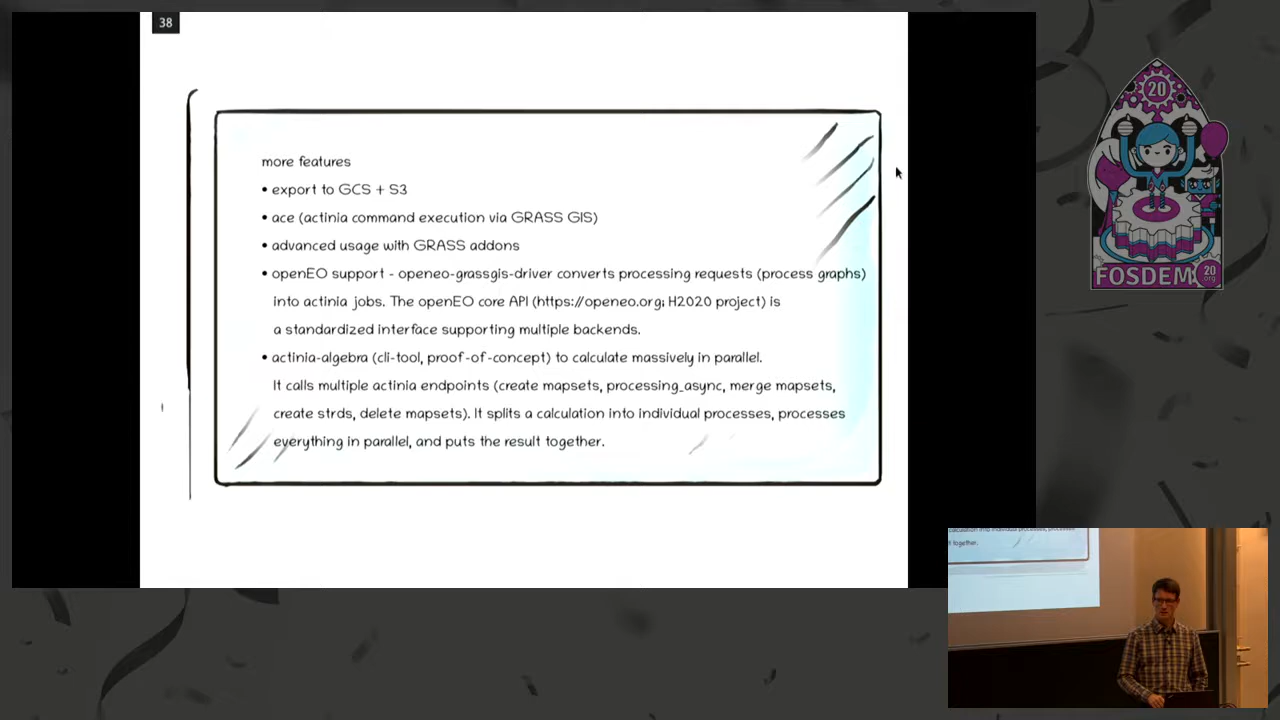 38
more features
• export to GCS + S3
• ace (actinia command execution via GRASS GIS)
• advanced usage with GRASS addons
• openEO support - openeo-grassgis-driver converts processing requests (process graphs)
into actinia jobs. The openEO core API (https://openeo.org; H2020 project) is
a standardized interface supporting multiple backends.
• actinia-algebra (cli-tool, proof-of-concept) to calculate massively in parallel.
It calls multiple actinia endpoints (create mapsets, processing_async, merge mapsets,
create strds, delete mapsets). It splits a calculation into individual processes, processes
everything in parallel, and puts the result together.
20
FOSDEM
20
.org
together.